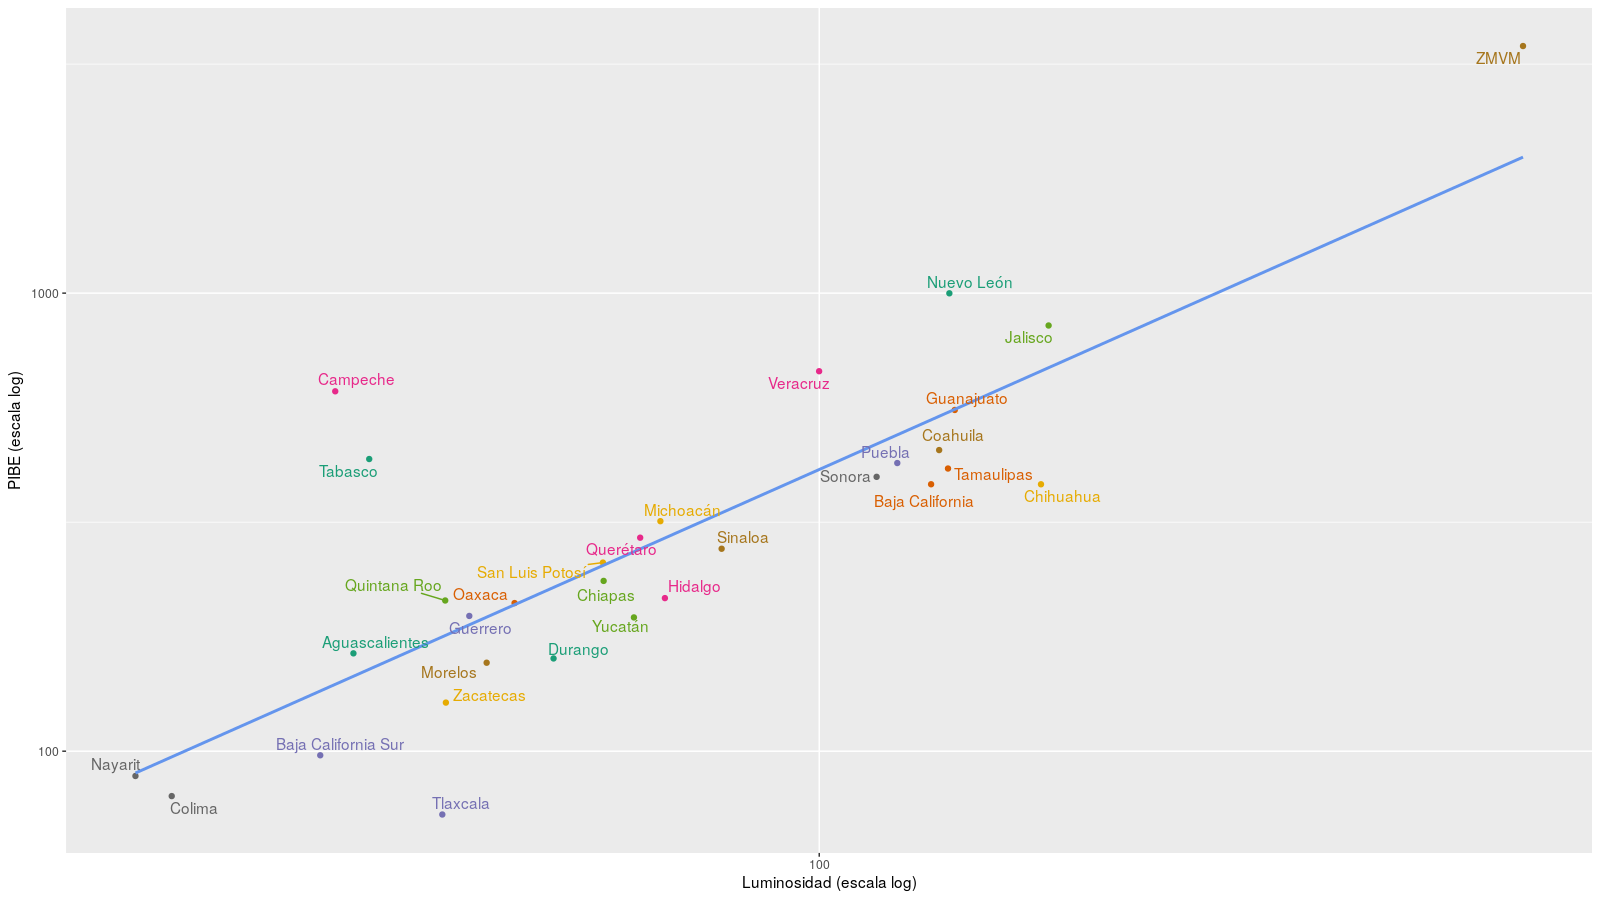 ZMVM
Nuevo León
1000
Jalisco
Campeche
Veracruz
Guanajuato
Coahuila
Puebla
Tabasco
Sonora
Tamaulipas
Baja California
Chihuahua
PIBE (escala log)
Michoacán
Sinaloa
Querétaro
San Luis Potosí
Quintana Roo
Oaxaca
Chiapas
Hidalgo
Guerrero
Yucatán
Aguascalientes
Durango
Morelos
Zacatecas
Baja California Sur
100
Nayarit
Colima
Tlaxcala
100
Luminosidad (escala log)